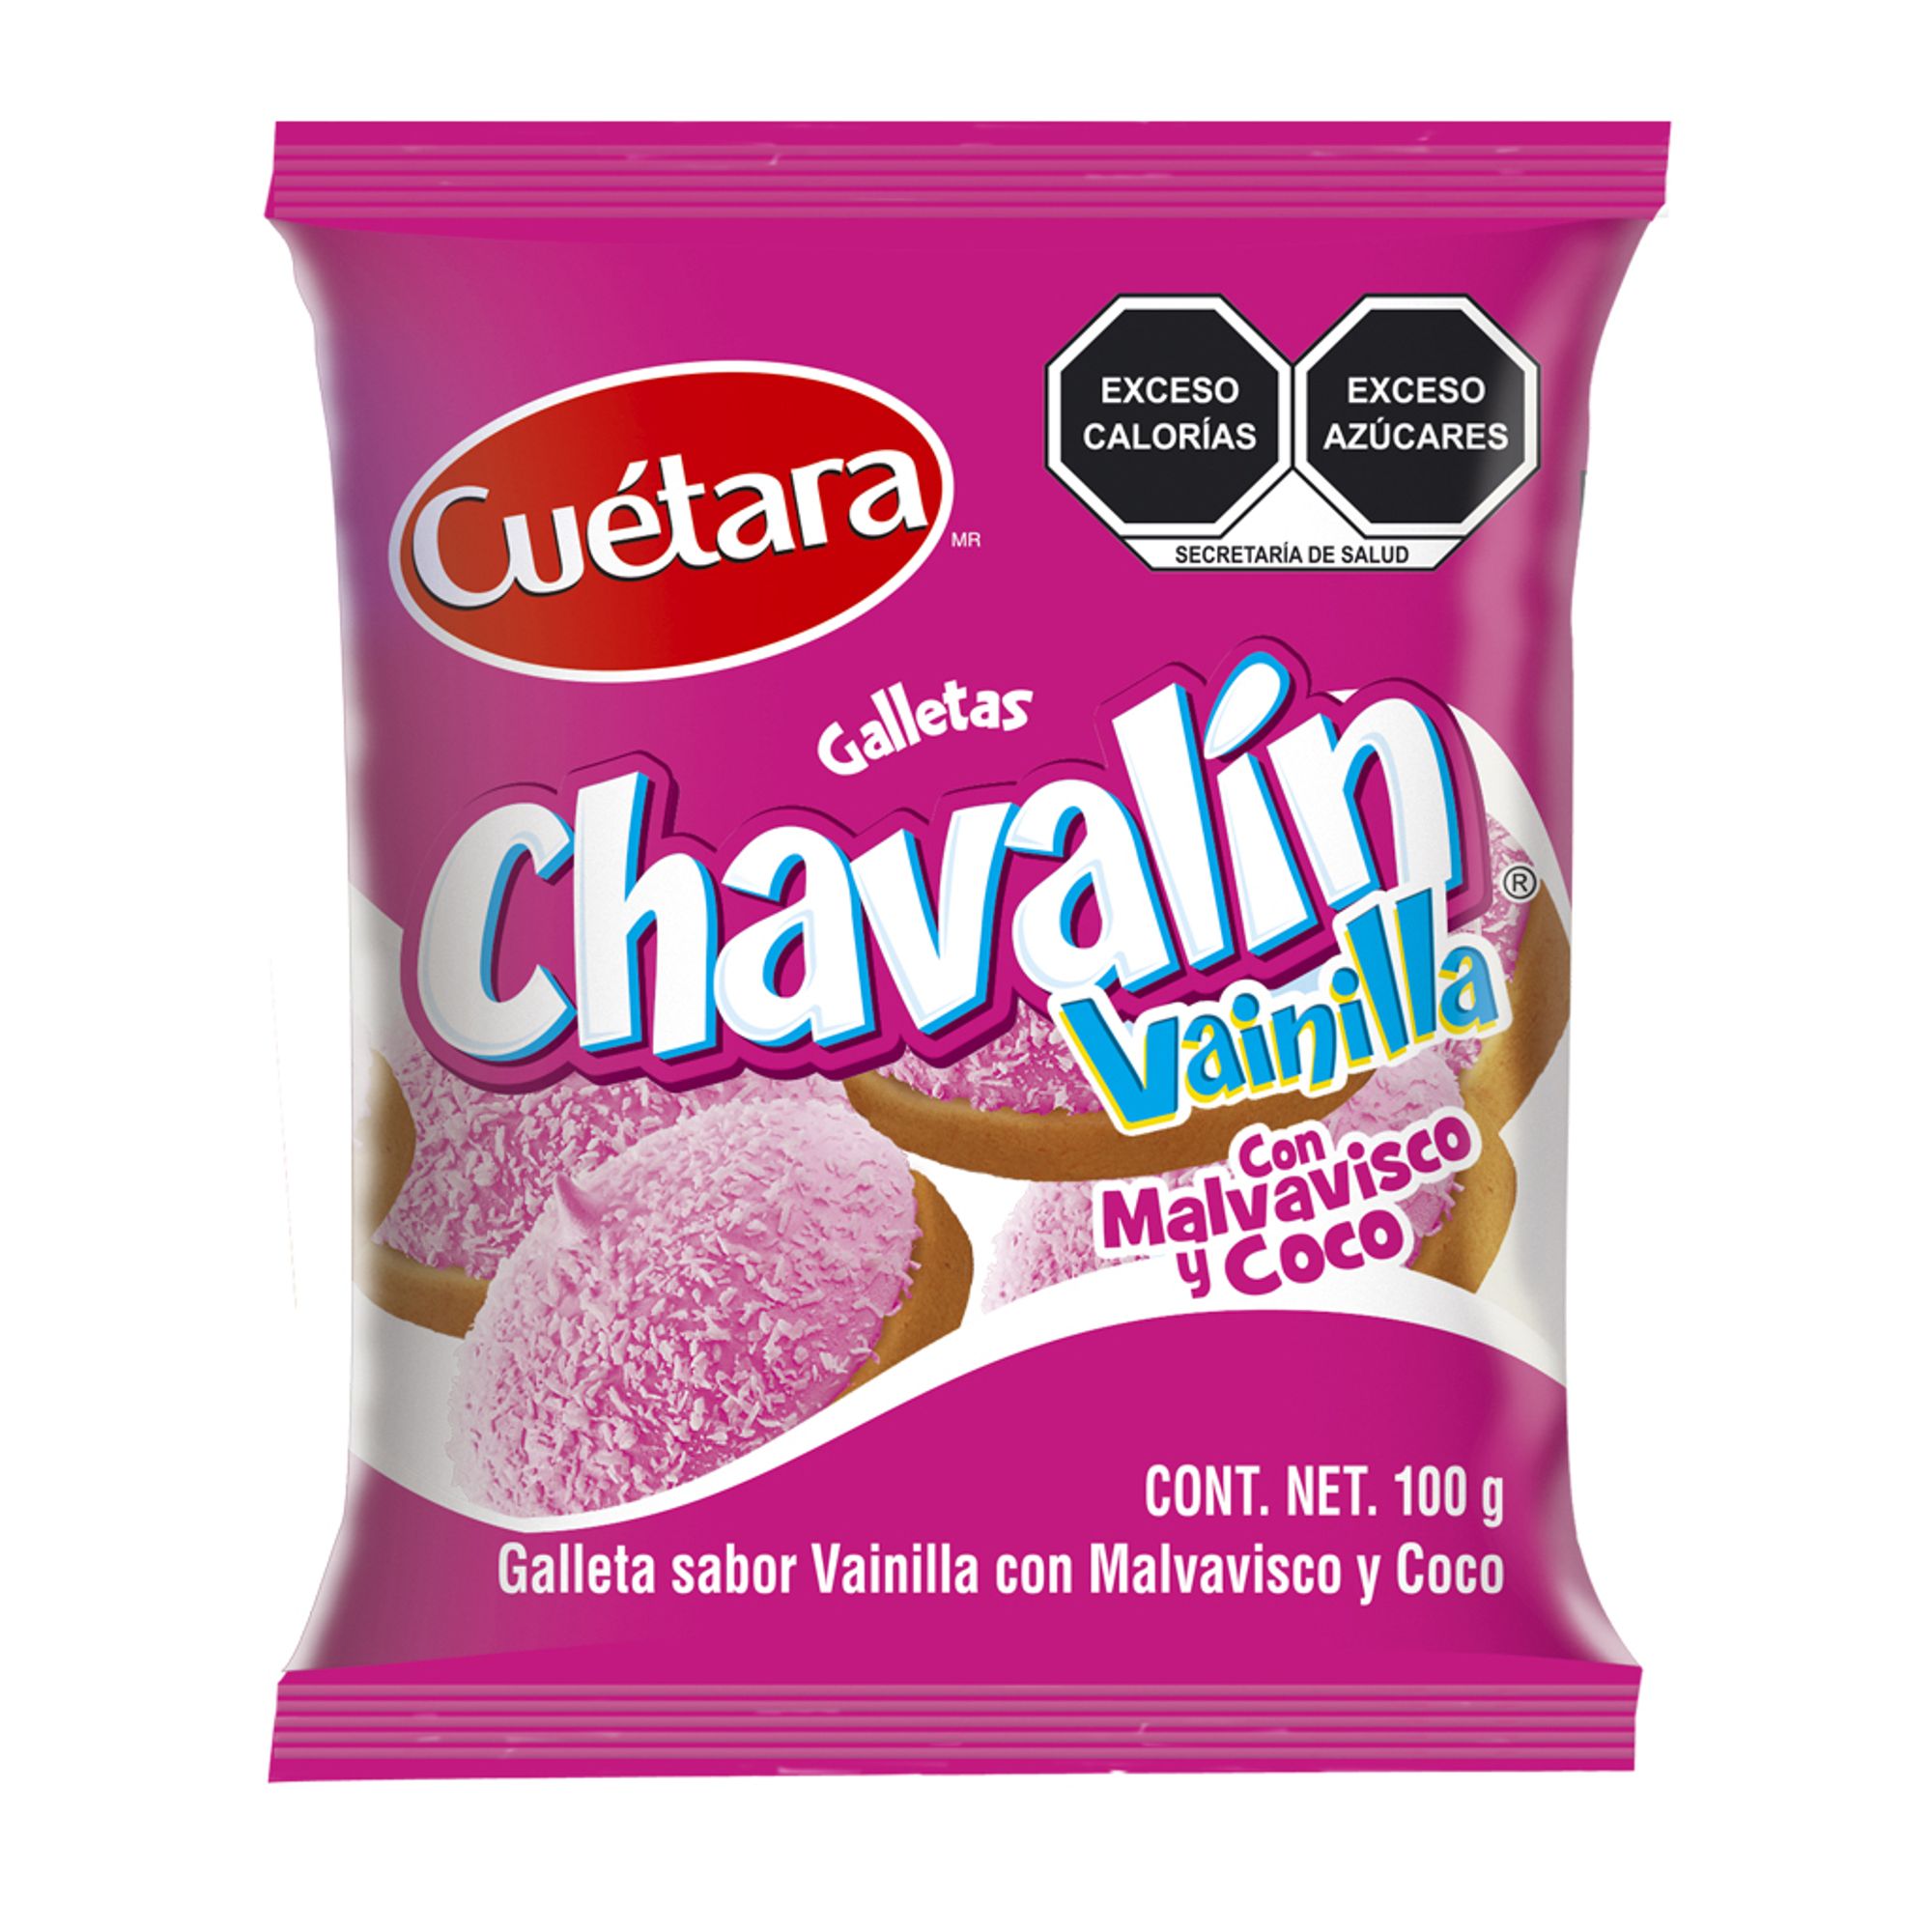 EXCESO
CALORÍAS
EXCESO
AZÚCARES
SECRETARÍA DE SALUD
Cuétara MR
Galletas
Chavalín ®
Vainilla
Con
Malvavisco
y Coco
CONT. NET. 100 g
Galleta sabor Vainilla con Malvavisco y Coco